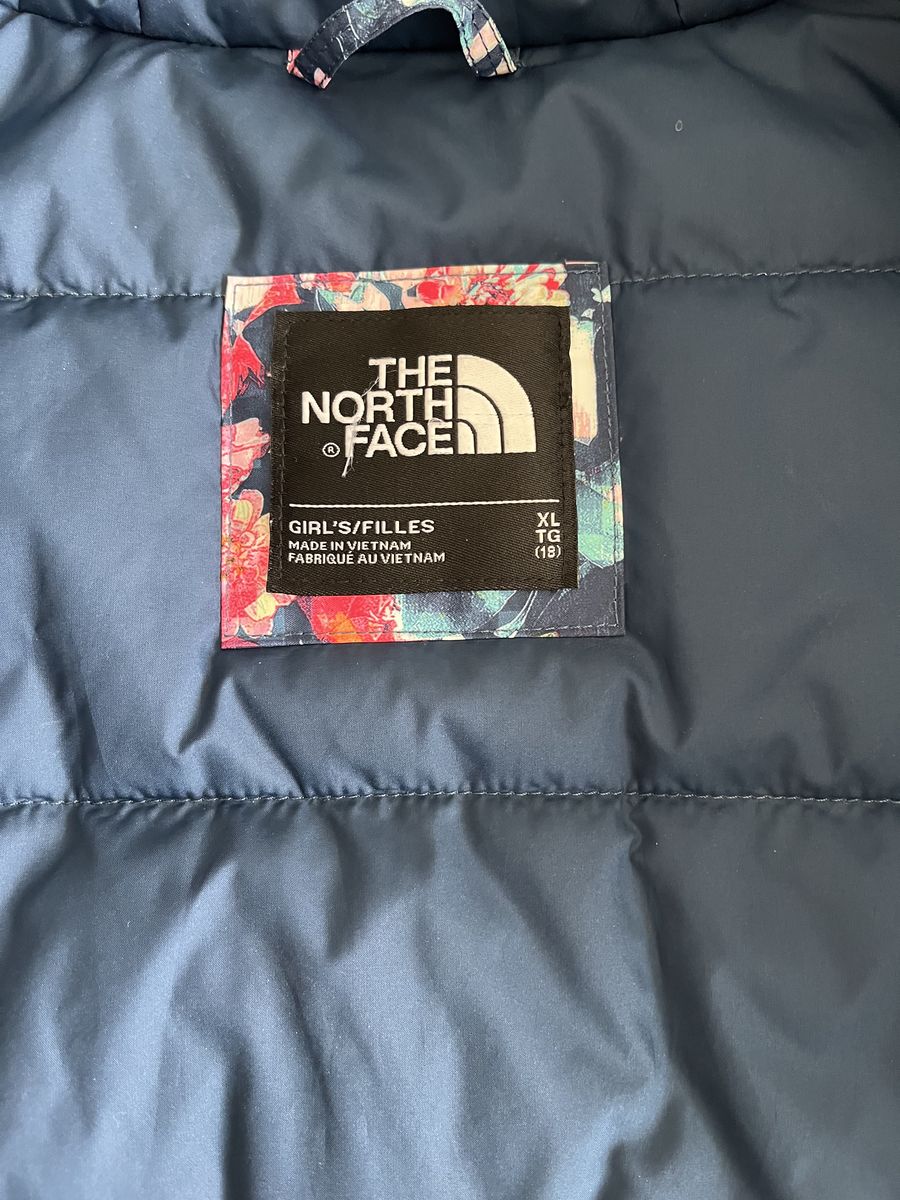 THE
NORTH
® FACE
GIRL'S/FILLES
MADE IN VIETNAM
FABRIQUÉ AU VIETNAM
XL
TG
(18)